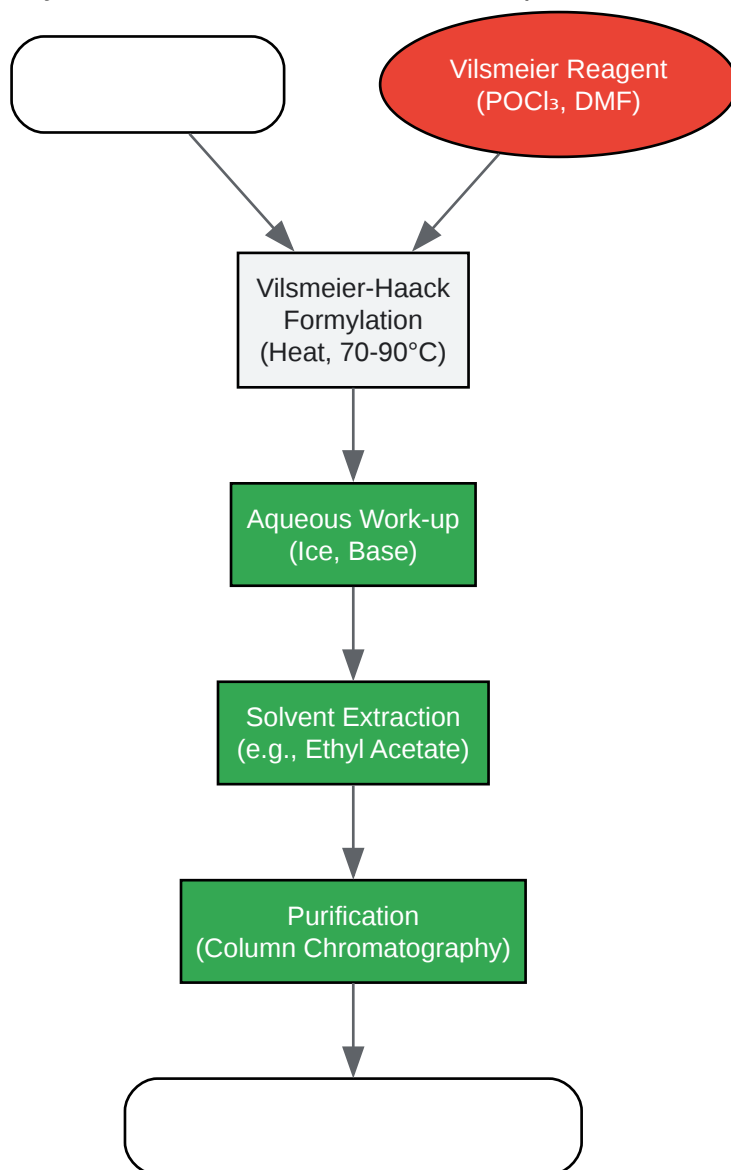 Vilsmeier Reagent
(POCl₃, DMF)
Vilsmeier-Haack
Formylation
(Heat, 70-90°C)
Aqueous Work-up
(Ice, Base)
Solvent Extraction
(e.g., Ethyl Acetate)
Purification
(Column Chromatography)